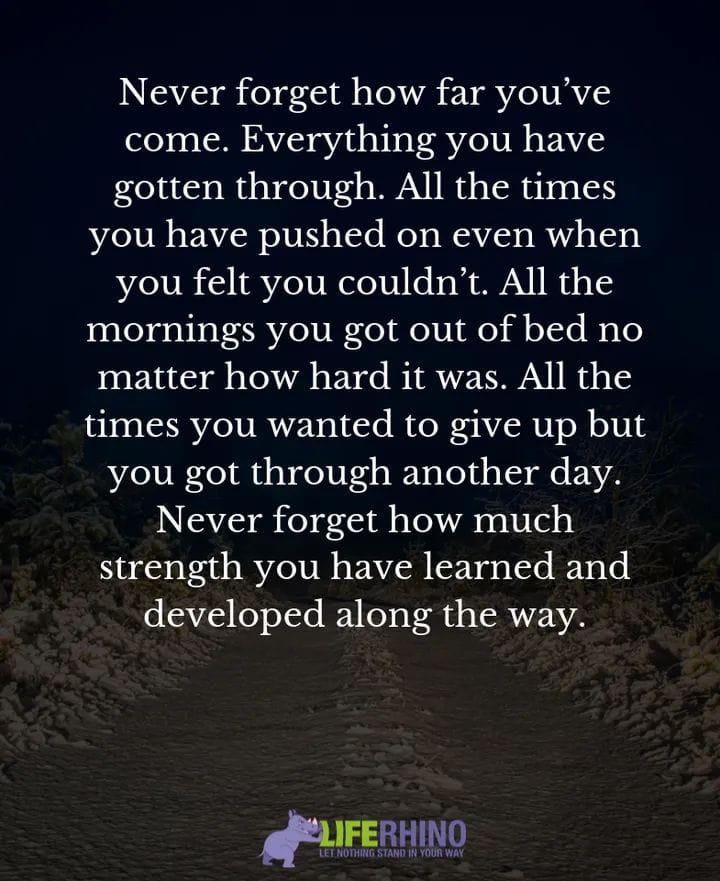 Never forget how far you’ve
come. Everything you have
gotten through. All the times
you have pushed on even when
you felt you couldn’t. All the
mornings you got out of bed no
matter how hard it was. All the
times you wanted to give up but
you got through another day.
Never forget how much
strength you have learned and
developed along the way.
LIFERHINO
LET NOTHING STAND IN YOUR WAY